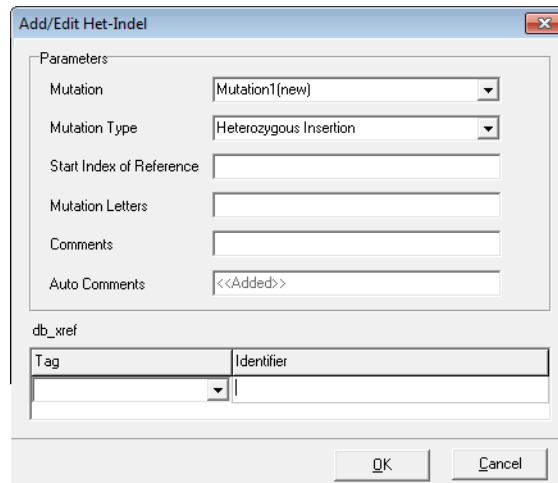 Add/Edit Het-Indel
Parameters
Mutation Mutation1(new)
Mutation Type Heterozygous Insertion
Start Index of Reference
Mutation Letters
Comments
Auto Comments <<Added>>
db_xref
Tag Identifier
OK Cancel